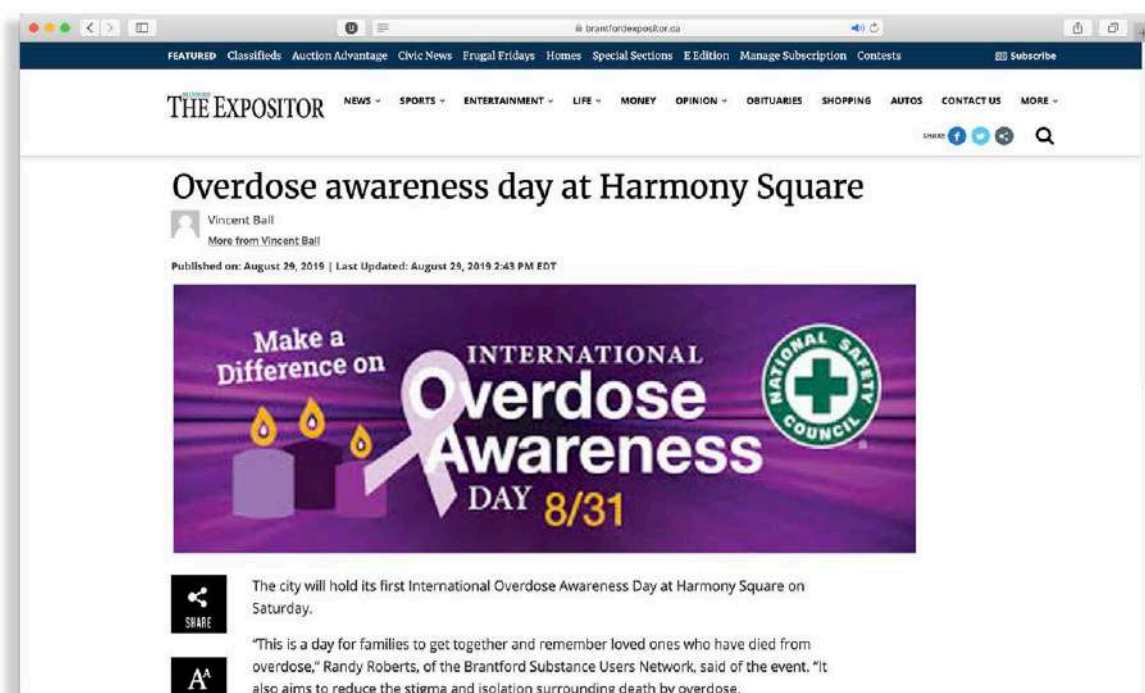 brantfordexpositor.ca
FEATURED Classifieds Auction Advantage Civic News Frugal Fridays Homes Special Sections E Edition Manage Subscription Contests Subscribe
BRANTFORD
THE EXPOSITOR NEWS SPORTS ENTERTAINMENT LIFE MONEY OPINION OBITUARIES SHOPPING AUTOS CONTACT US MORE
SHARE
Overdose awareness day at Harmony Square
Vincent Ball
More from Vincent Ball
Published on: August 29, 2019 | Last Updated: August 29, 2019 2:43 PM EDT
Make a
Difference on
INTERNATIONAL
Overdose
Awareness
DAY 8/31
NATIONAL SAFETY
COUNCIL
The city will hold its first International Overdose Awareness Day at Harmony Square on
Saturday.
SHARE
"This is a day for families to get together and remember loved ones who have died from
overdose," Randy Roberts, of the Brantford Substance Users Network, said of the event. "It
also aims to reduce the stigma and isolation surrounding death by overdose.
AA